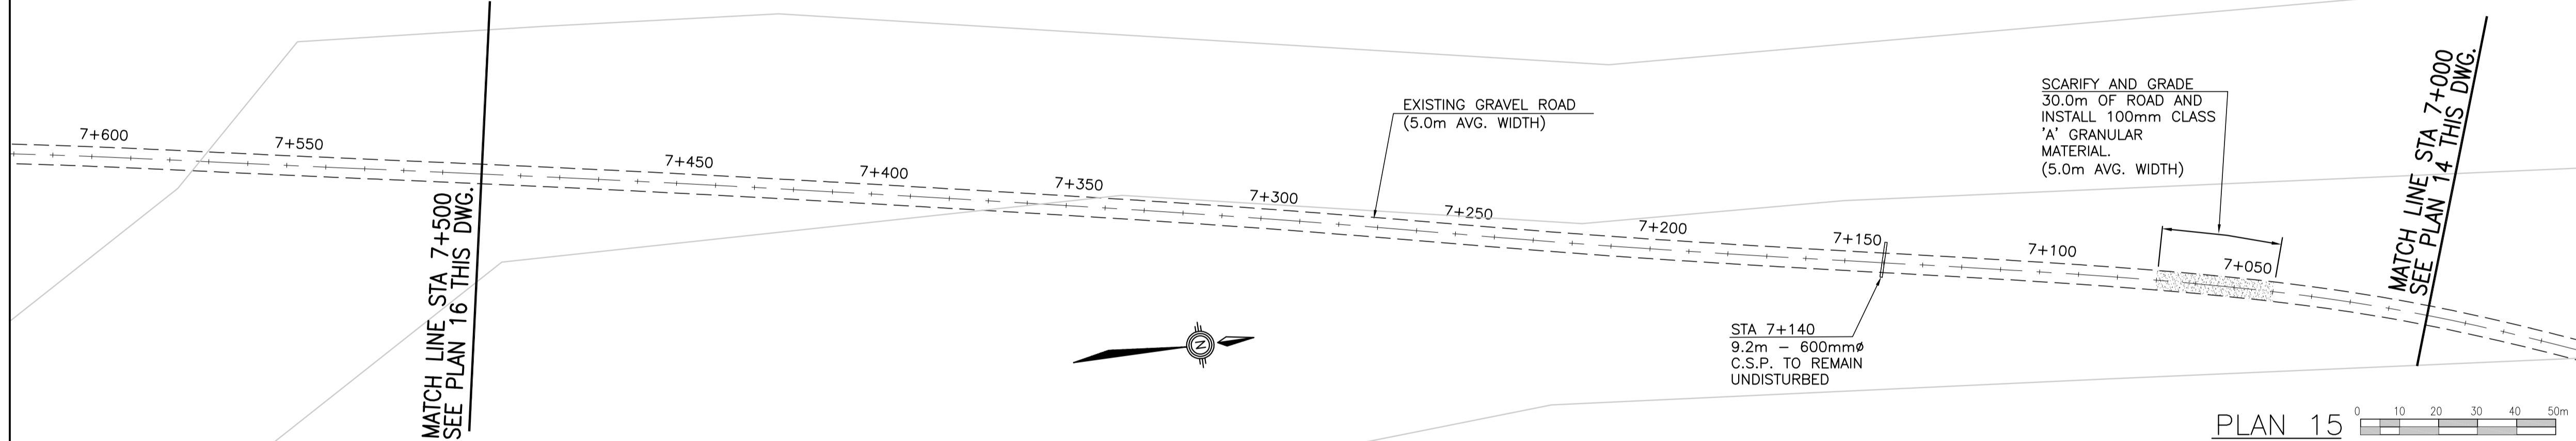 7+600
7+550
MATCH LINE STA 7+500
SEE PLAN 16 THIS DWG.
7+450
7+400
7+350
7+300
EXISTING GRAVEL ROAD
(5.0m AVG. WIDTH)
7+250
7+200
7+150
STA 7+140
9.2m - 600mmø
C.S.P. TO REMAIN
UNDISTURBED
7+100
SCARIFY AND GRADE
30.0m OF ROAD AND
INSTALL 100mm CLASS
'A' GRANULAR
MATERIAL.
(5.0m AVG. WIDTH)
7+050
MATCH LINE STA 7+000
SEE PLAN 14 THIS DWG.
N
PLAN 15
0 10 20 30 40 50m